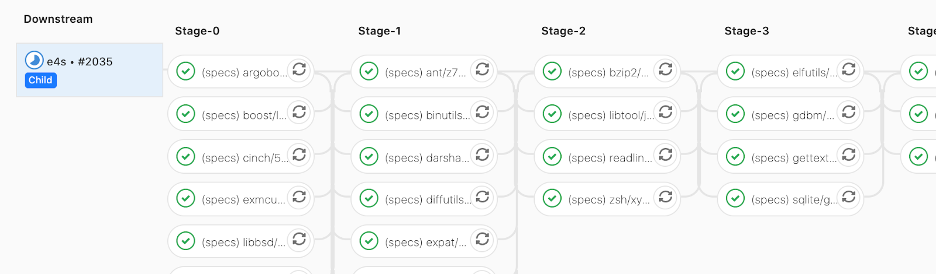 Downstream
e4s • #2035
Child
Stage-0
(specs) argobo...
(specs) boost/l...
(specs) cinch/5...
(specs) exmcu...
(specs) libbsd/...
Stage-1
(specs) ant/z7...
(specs) binutils...
(specs) darsha...
(specs) diffutils...
(specs) expat/...
Stage-2
(specs) bzip2/...
(specs) libtool/j...
(specs) readlin...
(specs) zsh/xy...
Stage-3
(specs) elfutils/...
(specs) gdbm/...
(specs) gettext...
(specs) sqlite/g...
Stage